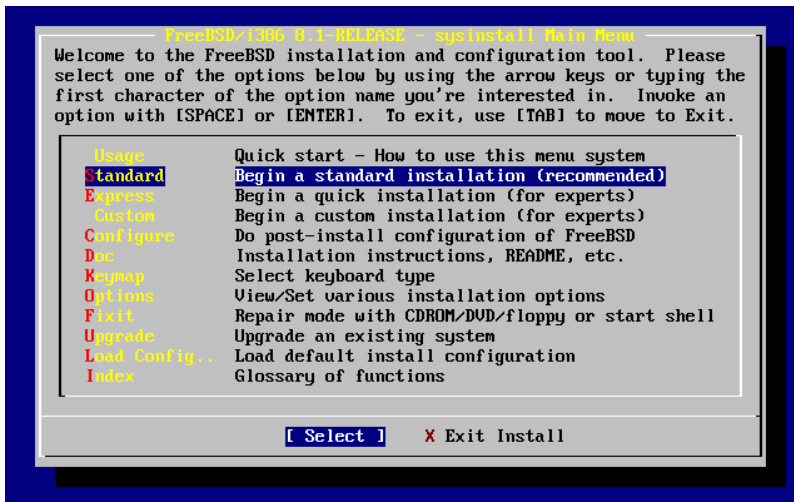 FreeBSD/i386 8.1-RELEASE - sysinstall Main Menu
Welcome to the FreeBSD installation and configuration tool.  Please
select one of the options below by using the arrow keys or typing the
first character of the option name you're interested in.  Invoke an
option with [SPACE] or [ENTER].  To exit, use [TAB] to move to Exit.
Usage Quick start - How to use this menu system
Standard Begin a standard installation (recommended)
Express Begin a quick installation (for experts)
Custom Begin a custom installation (for experts)
Configure Do post-install configuration of FreeBSD
Doc Installation instructions, README, etc.
Keymap Select keyboard type
Options View/Set various installation options
Fixit Repair mode with CDROM/DVD/floppy or start shell
Upgrade Upgrade an existing system
Load Config.. Load default install configuration
Index Glossary of functions
[ Select ] X Exit Install